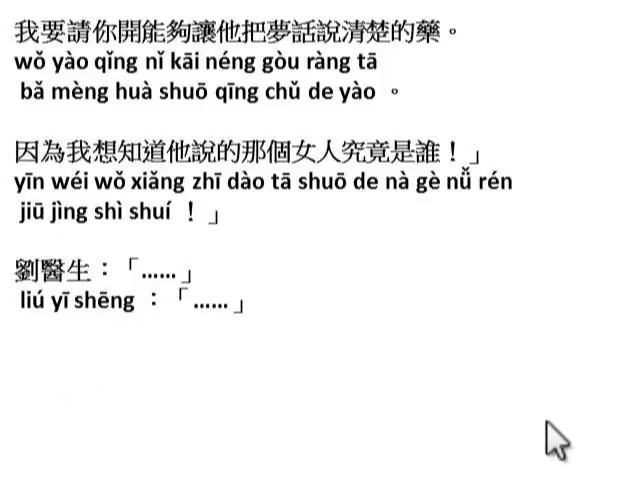 我要請你開能夠讓他把夢話說清楚的藥。
wǒ yào qǐng nǐ kāi néng gòu ràng tā
bǎ mèng huà shuō qīng chǔ de yào 。
因為我想知道他說的那個女人究竟是誰！」
yīn wéi wǒ xiǎng zhī dào tā shuō de nà gè nǚ rén
jiū jìng shì shuí ！」
劉醫生：「......」
liú yī shēng ：「......」